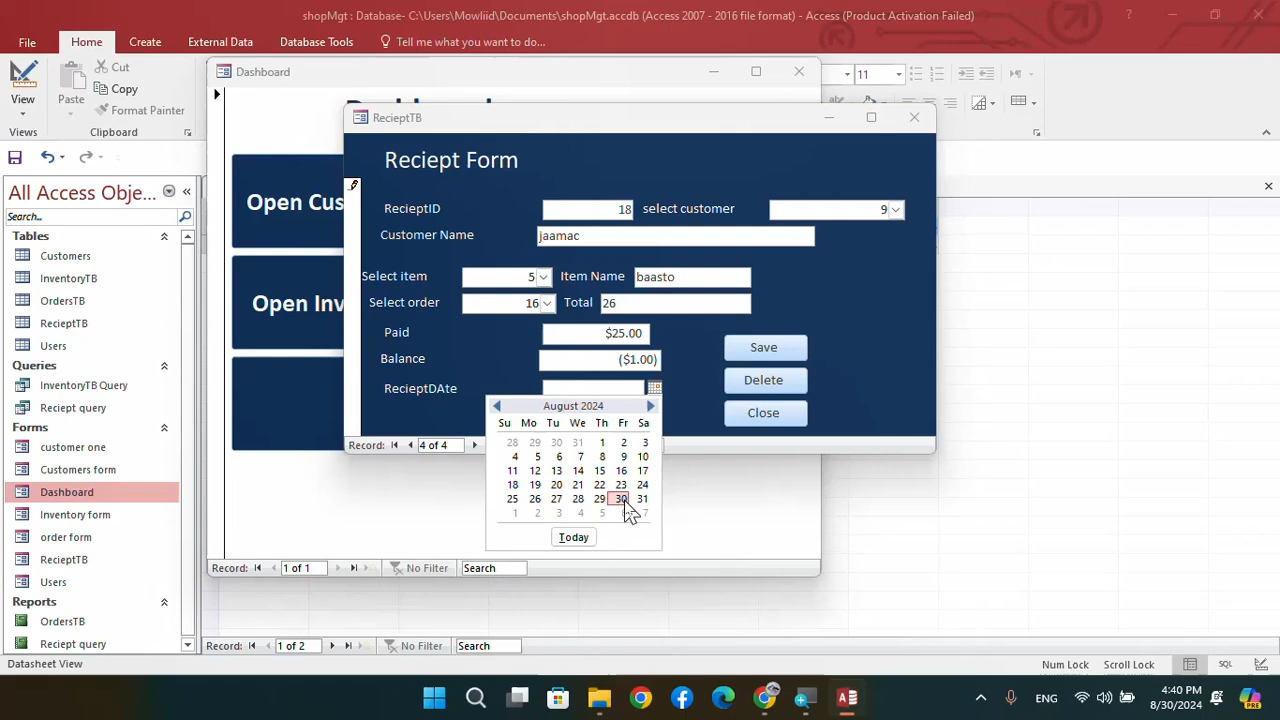 shopMgt : Database- C:\Users\Mowliid\Documents\shopMgt.accdb (Access 2007 - 2016 file format) - Access (Product Activation Failed)
File Home Create External Data Database Tools Tell me what you want to do...
View
Views
Paste
Cut
Copy
Format Painter
Clipboard
11
All Access Obje...
Search...
Tables
Customers
InventoryTB
OrdersTB
RecieptTB
Users
Queries
InventoryTB Query
Reciept query
Forms
customer one
Customers form
Dashboard
Inventory form
order form
RecieptTB
Users
Reports
OrdersTB
Reciept query
Dashboard
Open Cus
Open Inv
RecieptTB
Reciept Form
RecieptID 18 select customer 9
Customer Name jaamac
Select item 5 Item Name baasto
Select order 16 Total 26
Paid $25.00
Balance ($1.00)
RecieptDAte
Save
Delete
Close
Record: 4 of 4
August 2024
Su Mo Tu We Th Fr Sa
28 29 30 31 1 2 3
4 5 6 7 8 9 10
11 12 13 14 15 16 17
18 19 20 21 22 23 24
25 26 27 28 29 30 31
1 2 3 4 5 7
Today
Record: 1 of 1 No Filter Search
Record: 1 of 2 No Filter Search
Datasheet View Num Lock Scroll Lock SQL
ENG 4:40 PM
8/30/2024
PRE